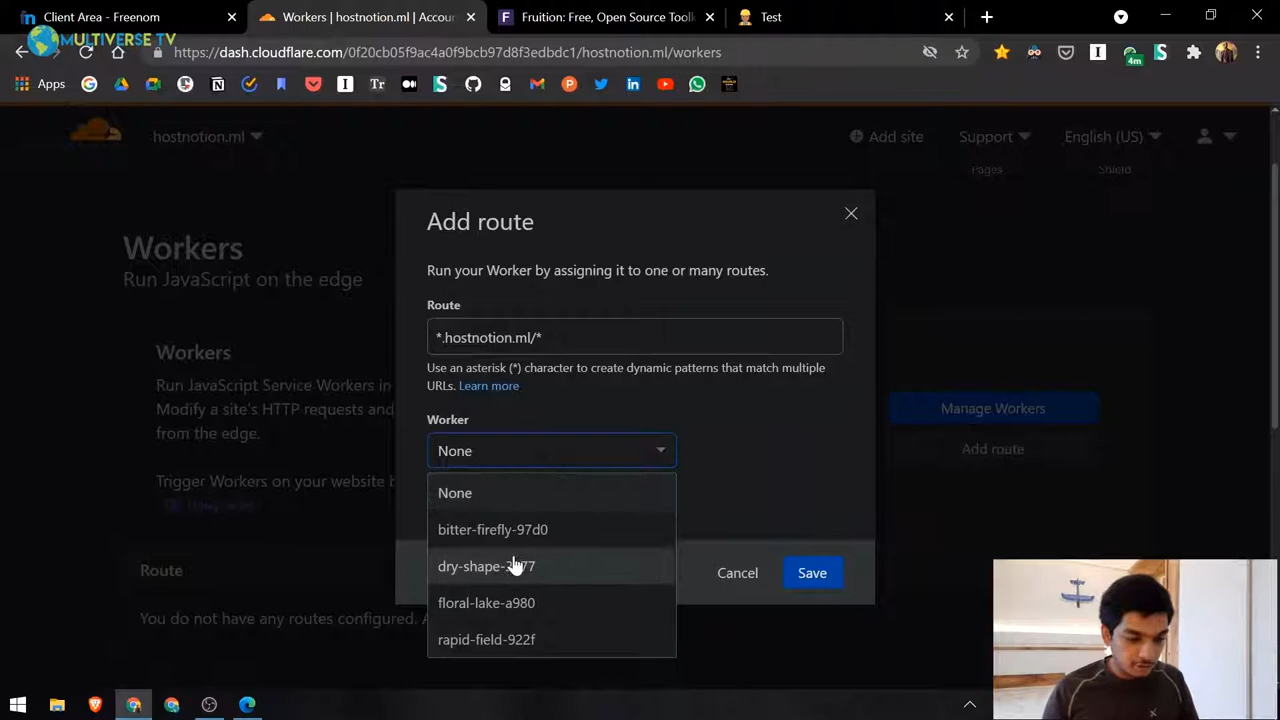 Client Area - Freenom
Workers | hostnotion.ml | Accou
Fruition: Free, Open Source Toolk
Test
MULTIVERSE TV
https://dash.cloudflare.com/0f20cb05f9ac4a0f9bcb97d8f3edbdc1/hostnotion.ml/workers
4m
Apps
hostnotion.ml
Add site
Support
English (US)
Pages
Shield
Workers
Run JavaScript on the edge
Add route
Run your Worker by assigning it to one or many routes.
Route
*.hostnotion.ml/*
Use an asterisk (*) character to create dynamic patterns that match multiple
URLs. Learn more
Worker
None
None
bitter-firefly-97d0
floral-lake-a980
rapid-field-922f
Cancel
Save
Workers
Run JavaScript Service Workers in
Modify a site's HTTP requests and
from the edge.
Trigger Workers on your website
Manage Workers
Add route
Route
You do not have any routes configured.